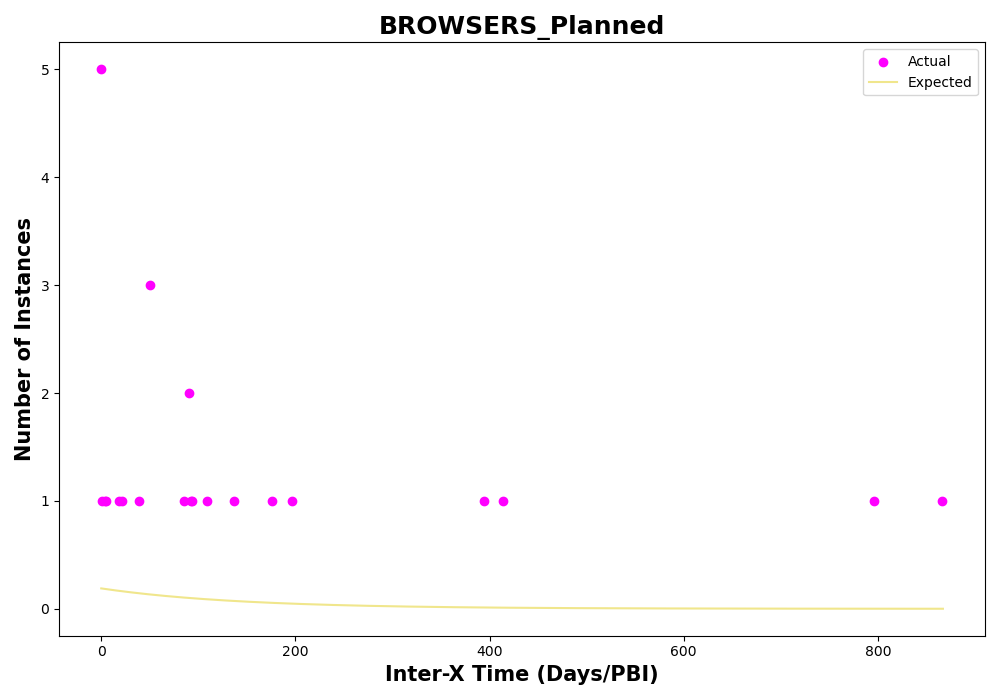 BROWSERS_Planned
Actual
Expected
5
4
3
2
1
0
Number of Instances
0 200 400 600 800
Inter-X Time (Days/PBI)